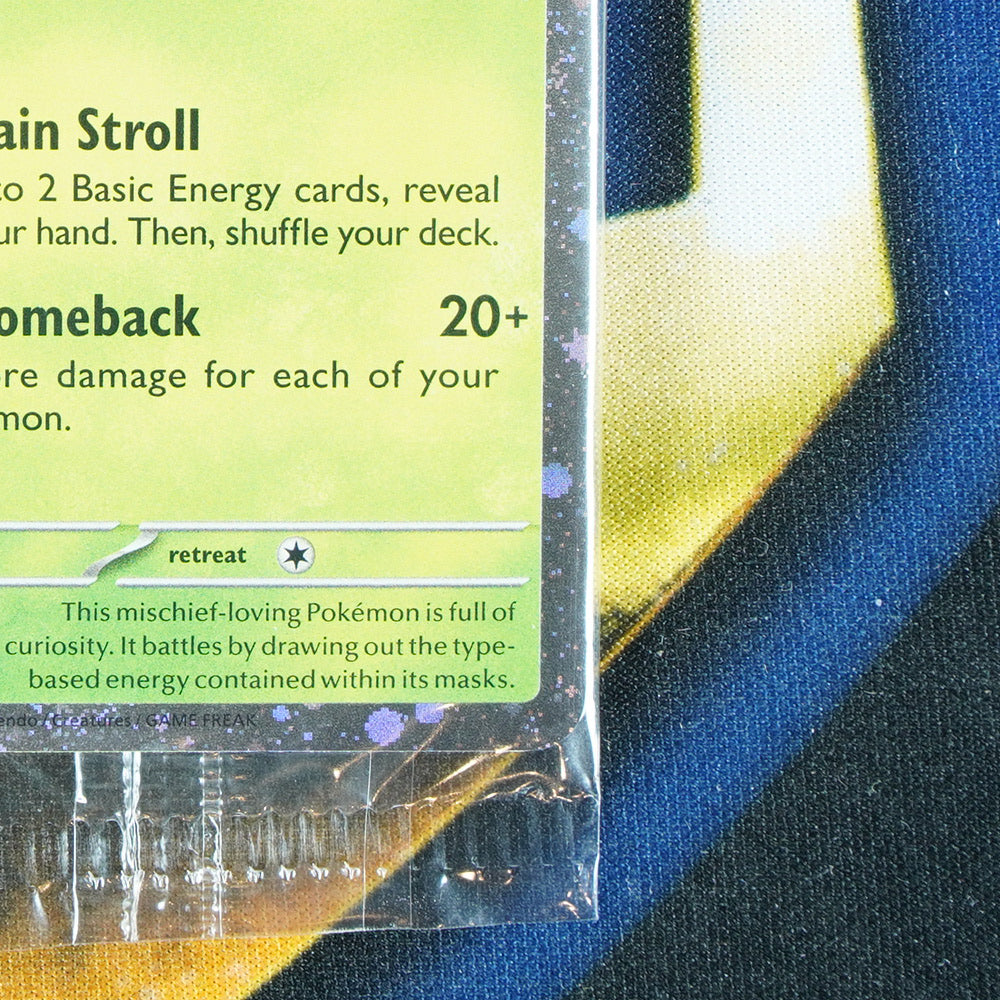 ain Stroll
to 2 Basic Energy cards, reveal
ur hand. Then, shuffle your deck.
omeback 20+
re damage for each of your
mon.
retreat
This mischief-loving Pokémon is full of
curiosity. It battles by drawing out the type-
based energy contained within its masks.
endo / Creatures / GAME FREAK